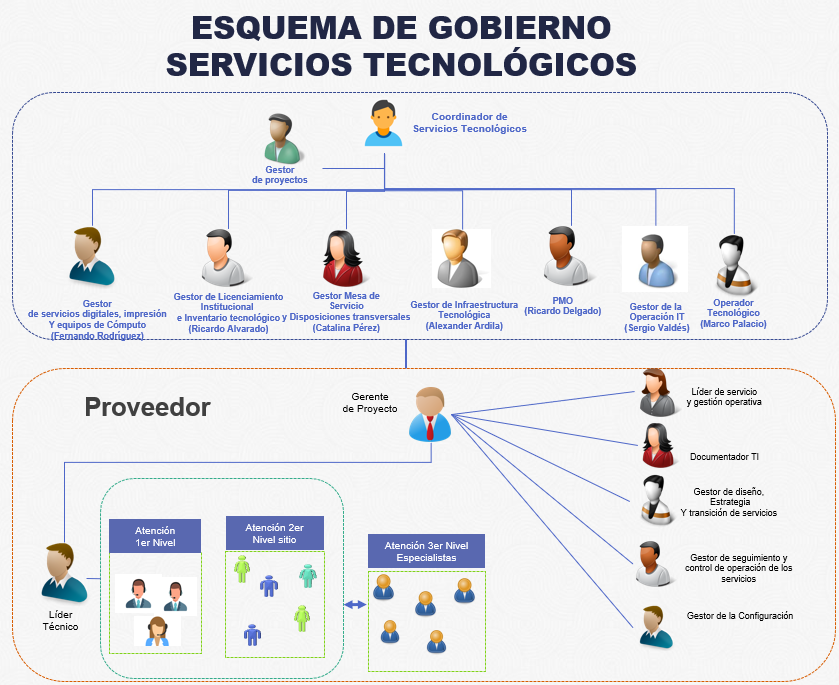 ESQUEMA DE GOBIERNO
SERVICIOS TECNOLÓGICOS
Coordinador de
Servicios Tecnológicos
Gestor
de proyectos
Gestor
de servicios digitales, impresión
Y equipos de Cómputo
(Fernando Rodríguez)
Gestor de Licenciamiento
Institucional
e Inventario tecnológico y
(Ricardo Alvarado)
Gestor Mesa de
Servicio
Disposiciones transversales
(Catalina Pérez)
Gestor de Infraestructura
Tecnológica
(Alexander Ardila)
PMO
(Ricardo Delgado)
Gestor de la
Operación IT
(Sergio Valdés)
Operador
Tecnológico
(Marco Palacio)
Proveedor
Gerente
de Proyecto
Líder de servicio
y gestión operativa
Documentador TI
Gestor de diseño,
Estrategia
Y transición de servicios
Gestor de seguimiento y
control de operación de los
servicios
Gestor de la Configuración
Líder
Técnico
Atención
1er Nivel
Atención 2er
Nivel sitio
Atención 3er Nivel
Especialistas